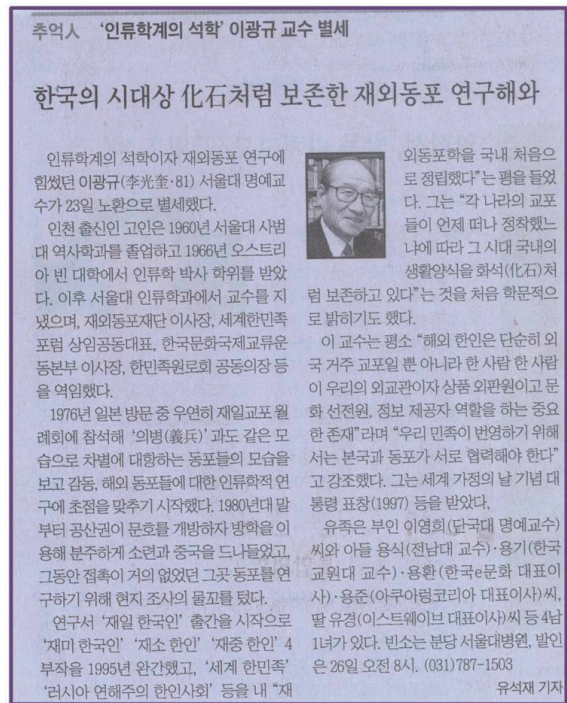 추억人 ‘인류학계의 석학’ 이광규 교수 별세
한국의 시대상 化石처럼 보존한 재외동포 연구해와
인류학계의 석학이자 재외동포 연구에
힘썼던 이광규(李光奎·81) 서울대 명예교
수가 23일 노환으로 별세했다.
인천 출신인 고인은 1960년 서울대 사범
대 역사학과를 졸업하고 1966년 오스트리
아 빈 대학에서 인류학 박사 학위를 받았
다. 이후 서울대 인류학과에서 교수를 지
냈으며, 재외동포재단 이사장, 세계한민족
포럼 상임공동대표, 한국문화국제교류운
동본부 이사장, 한민족원로회 공동의장 등
을 역임했다.
1976년 일본 방문 중 우연히 재일교포 월
례회에 참석해 ‘의병(義兵)’과도 같은 모
습으로 차별에 대항하는 동포들의 모습을
보고 감동, 해외 동포들에 대한 인류학적 연
구에 초점을 맞추기 시작했다. 1980년대 말
부터 공산권이 문호를 개방하자 방학을 이
용해 분주하게 소련과 중국을 드나들었고,
그동안 접촉이 거의 없었던 그곳 동포를 연
구하기 위해 현지 조사의 물꼬를 텄다.
연구서 ‘재일 한국인’ 출간을 시작으로
‘재미 한국인’ ‘재소 한인’ ‘재중 한인’ 4
부작을 1995년 완간했고, ‘세계 한민족’
‘러시아 연해주의 한인사회’ 등을 내 “재
외동포학을 국내 처음으
로 정립했다”는 평을 들었
다. 그는 “각 나라의 교포
들이 언제 떠나 정착했느
냐에 따라 그 시대 국내의
생활양식을 화석(化石)처
럼 보존하고 있다”는 것을 처음 학문적으
로 밝히기도 했다.
이 교수는 평소 “해외 한인은 단순히 외
국 거주 교포일 뿐 아니라 한 사람 한 사람
이 우리의 외교관이자 상품 외판원이고 문
화 선전원, 정보 제공자 역할을 하는 중요
한 존재”라며 “우리 민족이 번영하기 위해
서는 본국과 동포가 서로 협력해야 한다”
고 강조했다. 그는 세계 가정의 날 기념 대
통령 표창(1997) 등을 받았다.
유족은 부인 이영희(단국대 명예교수)
씨와 아들 용식(전남대 교수)·용기(한국
교원대 교수)·용환(한국e문화 대표이
사)·용준(아쿠아렁코리아 대표이사)씨,
딸 유경(이스트웨이브 대표이사)씨 등 4남
1녀가 있다. 빈소는 분당 서울대병원, 발인
은 26일 오전 8시. (031)787-1503
유석재 기자